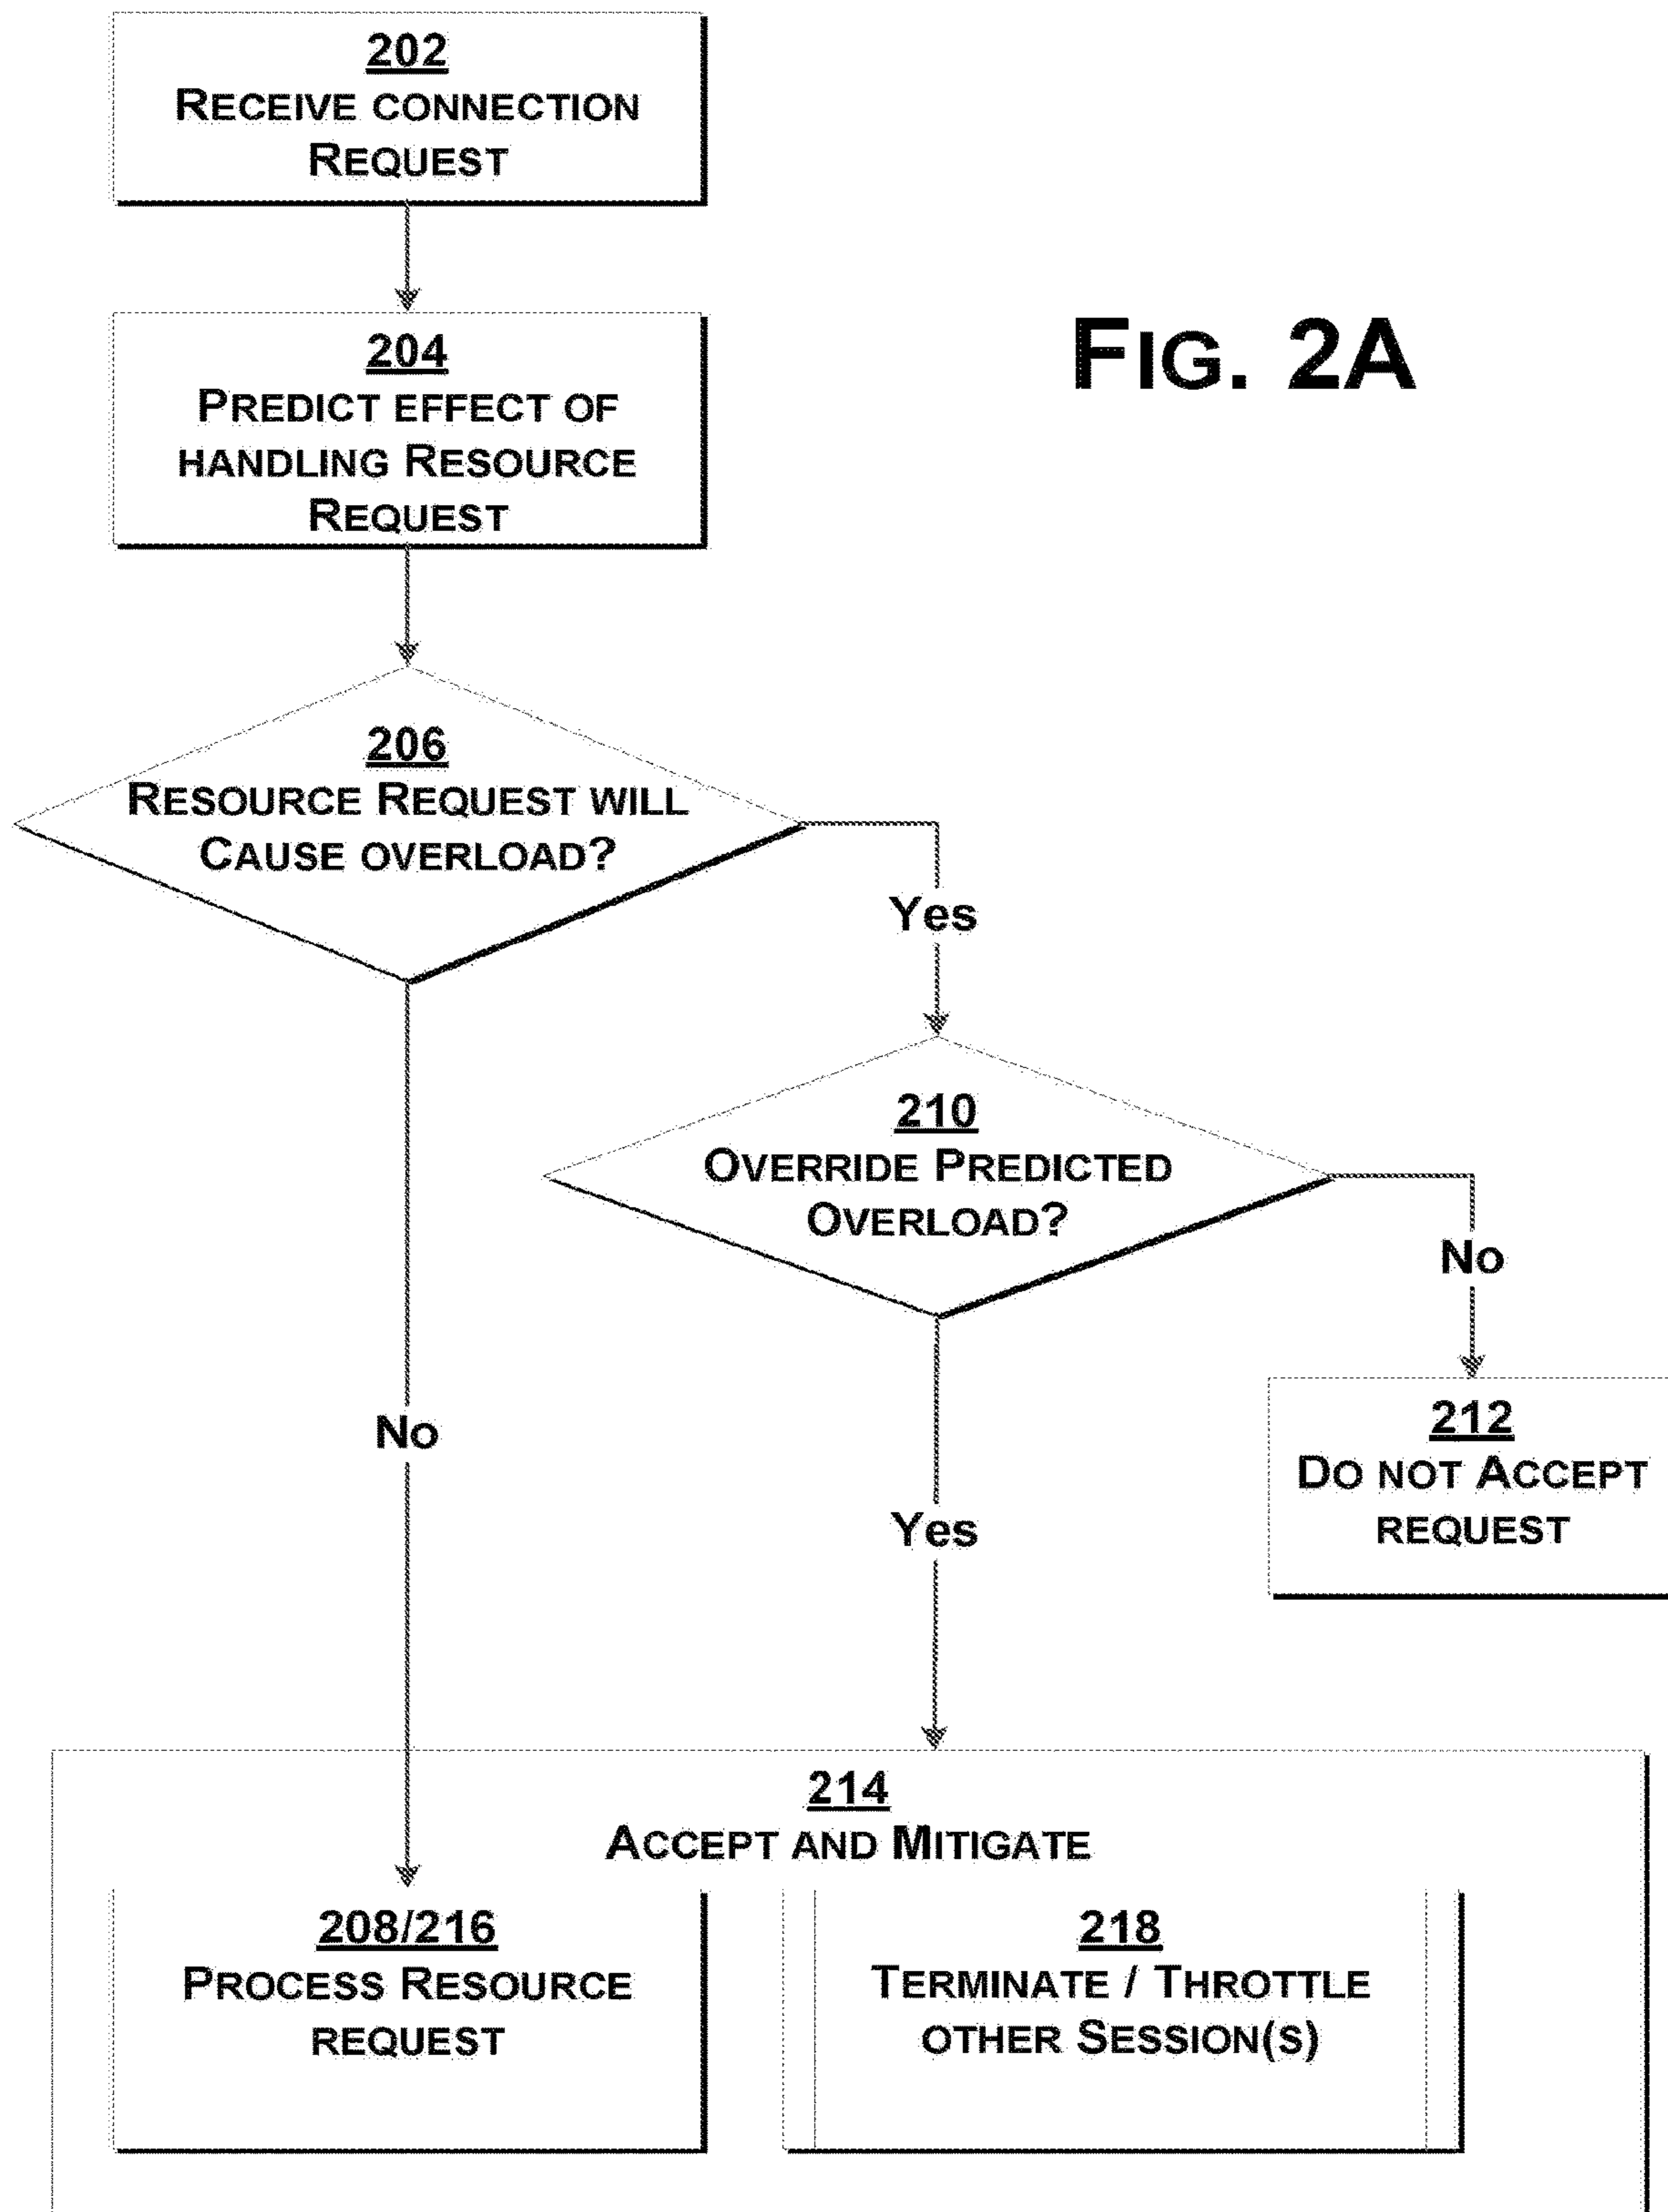 202
RECEIVE CONNECTION
REQUEST
FIG. 2A
204
PREDICT EFFECT OF
HANDLING RESOURCE
REQUEST
206
RESOURCE REQUEST WILL
CAUSE OVERLOAD?
Yes
210
OVERRIDE PREDICTED
OVERLOAD?
No
212
DO NOT ACCEPT
REQUEST
No
Yes
214
ACCEPT AND MITIGATE
208/216
PROCESS RESOURCE
REQUEST
218
TERMINATE / THROTTLE
OTHER SESSION(S)